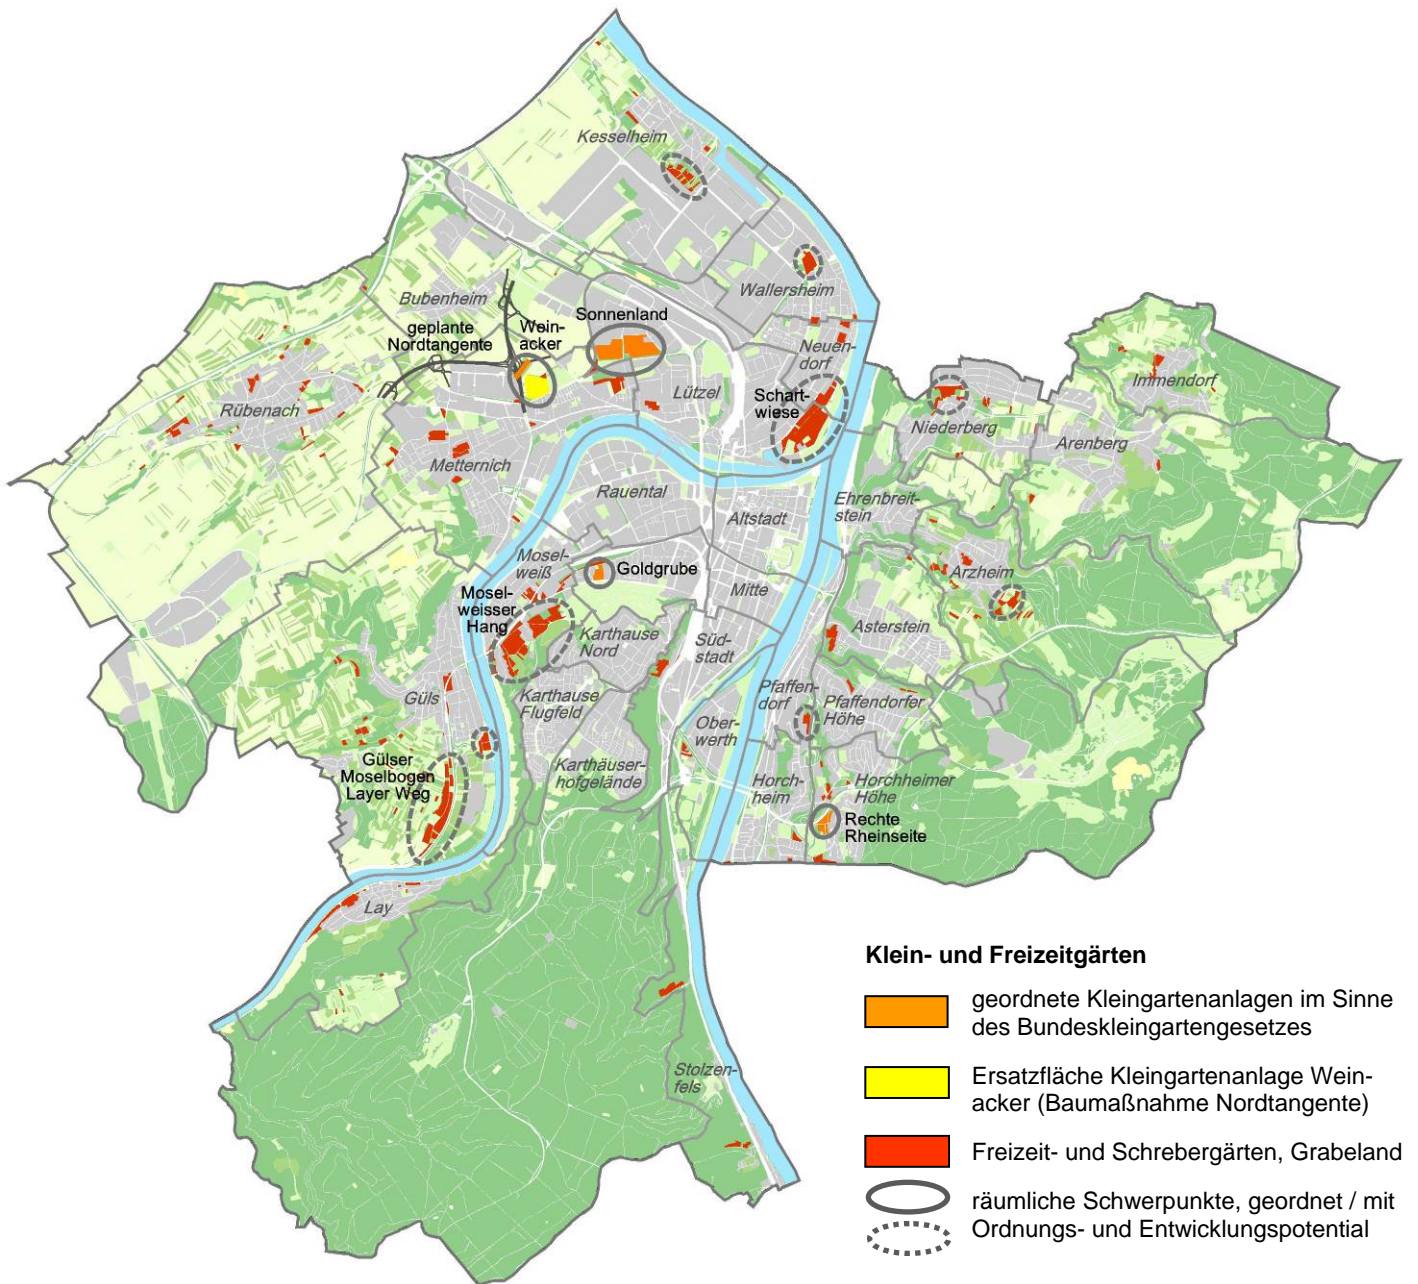 Kesselheim
Wallersheim
Bubenheim
geplante
Nordtangente
Wein-
acker
Sonnenland
Neuen-
dorf
Immendorf
Rübenach
Lützel
Schart-
wiese
Niederberg
Arenberg
Metternich
Rauental
Altstadt
Ehrenbreit-
stein
Mosel-
weiß
Goldgrube
Arzheim
Mosel-
weisser
Hang
Mitte
Karthause
Nord
Süd-
stadt
Asterstein
Güls
Karthause
Flugfeld
Pfaffen-
dorf
Pfaffendorfer
Höhe
Ober-
werth
Gülser
Moselbogen
Layer Weg
Karthäuser-
hofgelände
Horch-
heim
Horchheimer
Höhe
Rechte
Rheinseite
Lay
Stolzen-
fels
Klein- und Freizeitgärten
geordnete Kleingartenanlagen im Sinne
des Bundeskleingartengesetzes
Ersatzfläche Kleingartenanlage Wein-
acker (Baumaßnahme Nordtangente)
Freizeit- und Schrebergärten, Grabeland
räumliche Schwerpunkte, geordnet / mit
Ordnungs- und Entwicklungspotential